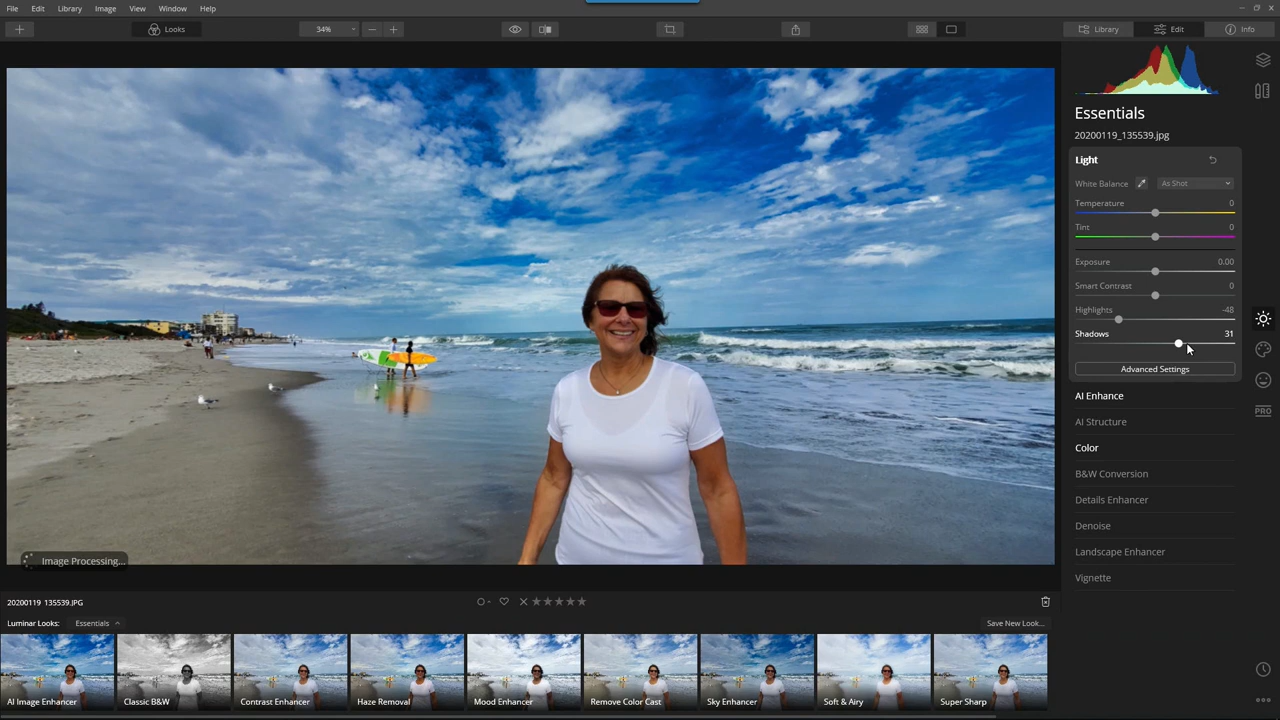 File Edit Library Image View Window Help
Looks 34% Library Edit Info
Essentials
20200119_135539.jpg
Light
White Balance As Shot
Temperature 0
Tint 0
Exposure 0.00
Smart Contrast 0
Highlights -48
Shadows 31
Advanced Settings
AI Enhance
AI Structure
Color
B&W Conversion
Details Enhancer
Denoise
Landscape Enhancer
Vignette
PRO
Image Processing...
20200119 135539.JPG
Luminar Looks: Essentials Save New Look...
AI Image Enhancer Classic B&W Contrast Enhancer Haze Removal Mood Enhancer Remove Color Cast Sky Enhancer Soft & Airy Super Sharp